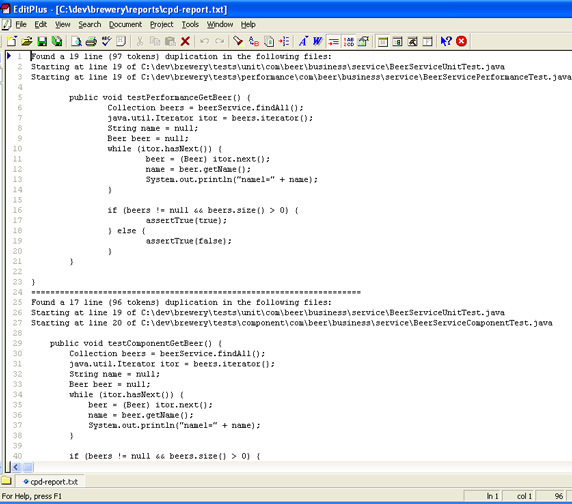 EditPlus - [C:\dev\brewery\reports\cpd-report.txt]
File Edit View Search Document Project Tools Window Help
1 Found a 19 line (97 tokens) duplication in the following files:
2 Starting at line 19 of C:\dev\brewery\tests\unit\com\beer\business\service\BeerServiceUnitTest.java
3 Starting at line 19 of C:\dev\brewery\tests\performance\com\beer\business\service\BeerServicePerformanceTest.java
4
5 public void testPerformanceGetBeer() {
6 Collection beers = beerService.findAll();
7 java.util.Iterator itor = beers.iterator();
8 String name = null;
9 Beer beer = null;
10 while (itor.hasNext()) {
11 beer = (Beer) itor.next();
12 name = beer.getName();
13 System.out.println("name1=" + name);
14 }
15
16 if (beers != null && beers.size() > 0) {
17 assertTrue(true);
18 } else {
19 assertTrue(false);
20 }
21 }
22
23 }
24 =====================================================================
25 Found a 17 line (96 tokens) duplication in the following files:
26 Starting at line 19 of C:\dev\brewery\tests\unit\com\beer\business\service\BeerServiceUnitTest.java
27 Starting at line 20 of C:\dev\brewery\tests\component\com\beer\business\service\BeerServiceComponentTest.java
28
29 public void testComponentGetBeer() {
30 Collection beers = beerService.findAll();
31 java.util.Iterator itor = beers.iterator();
32 String name = null;
33 Beer beer = null;
34 while (itor.hasNext()) {
35 beer = (Beer) itor.next();
36 name = beer.getName();
37 System.out.println("name1=" + name);
38 }
39
40 if (beers != null && beers.size() > 0) {
cpd-report.txt
For Help, press F1 ln 1 col 1 96